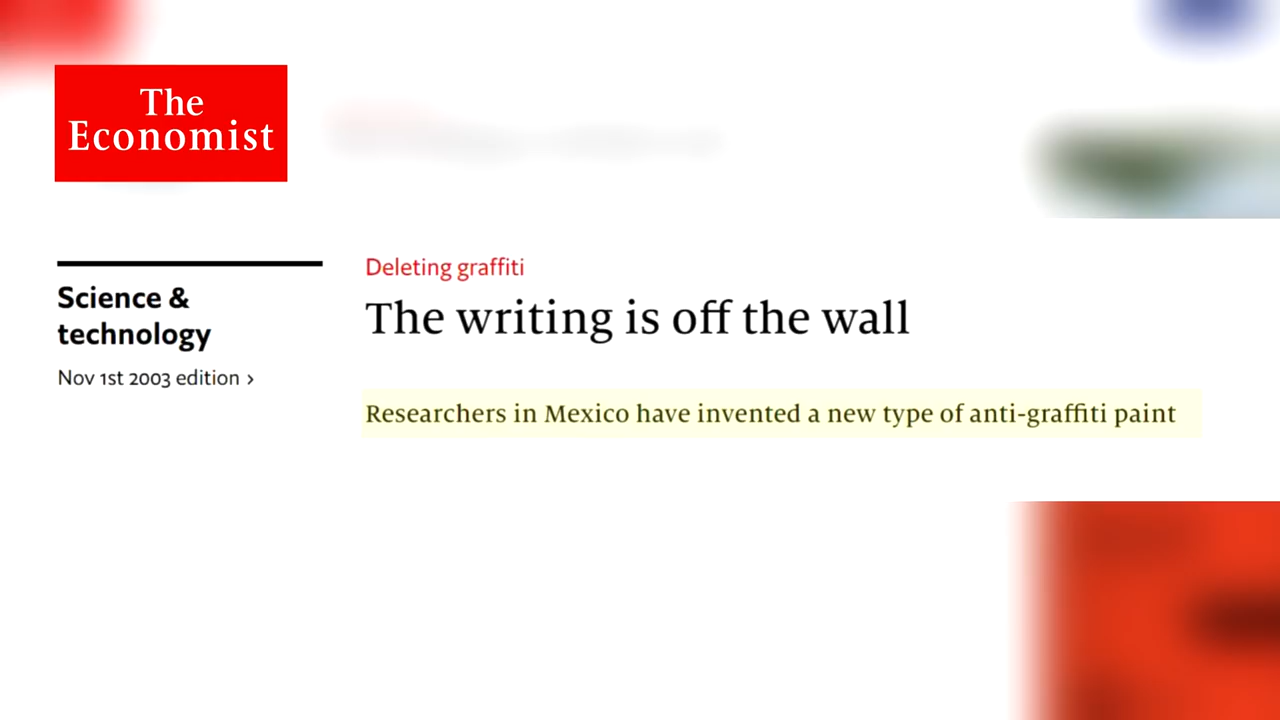 The
Economist
Science &
technology
Nov 1st 2003 edition ›
Deleting graffiti
The writing is off the wall
Researchers in Mexico have invented a new type of anti-graffiti paint